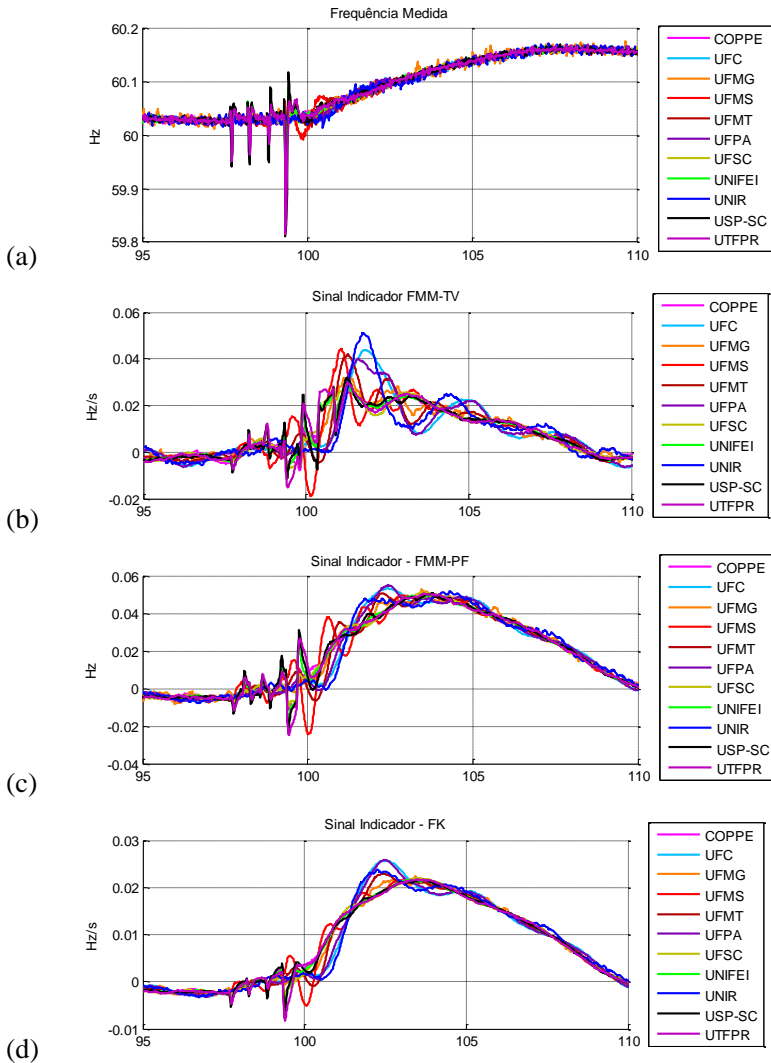 Frequência Medida
60.2
60.1
60
59.9
59.8
Hz
95
100
105
110
COPPE
UFC
UFMG
UFMS
UFMT
UFPA
UFSC
UNIFEI
UNIR
USP-SC
UTFPR
(a)
Sinal Indicador FMM-TV
0.06
0.04
0.02
0
-0.02
Hz/s
95
100
105
110
COPPE
UFC
UFMG
UFMS
UFMT
UFPA
UFSC
UNIFEI
UNIR
USP-SC
UTFPR
(b)
Sinal Indicador - FMM-PF
0.06
0.04
0.02
0
-0.02
-0.04
Hz
95
100
105
110
COPPE
UFC
UFMG
UFMS
UFMT
UFPA
UFSC
UNIFEI
UNIR
USP-SC
UTFPR
(c)
Sinal Indicador - FK
0.03
0.02
0.01
0
-0.01
Hz/s
95
100
105
110
COPPE
UFC
UFMG
UFMS
UFMT
UFPA
UFSC
UNIFEI
UNIR
USP-SC
UTFPR
(d)